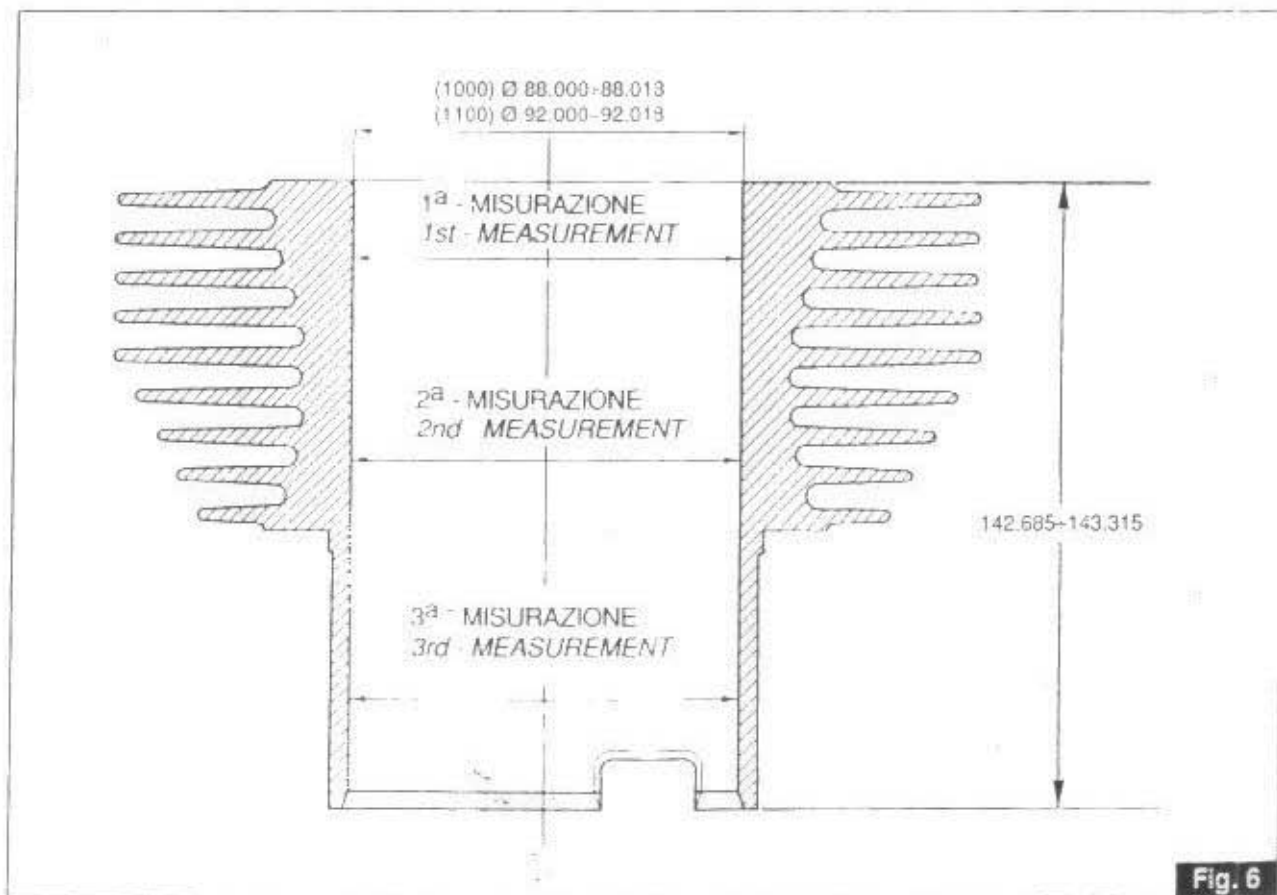 (1000) Ø 88.000÷88.018
(1100) Ø 92.000÷92.018
1a - MISURAZIONE
1st - MEASUREMENT
2a - MISURAZIONE
2nd MEASUREMENT
142.685÷143.315
3a - MISURAZIONE
3rd - MEASUREMENT
Fig. 6